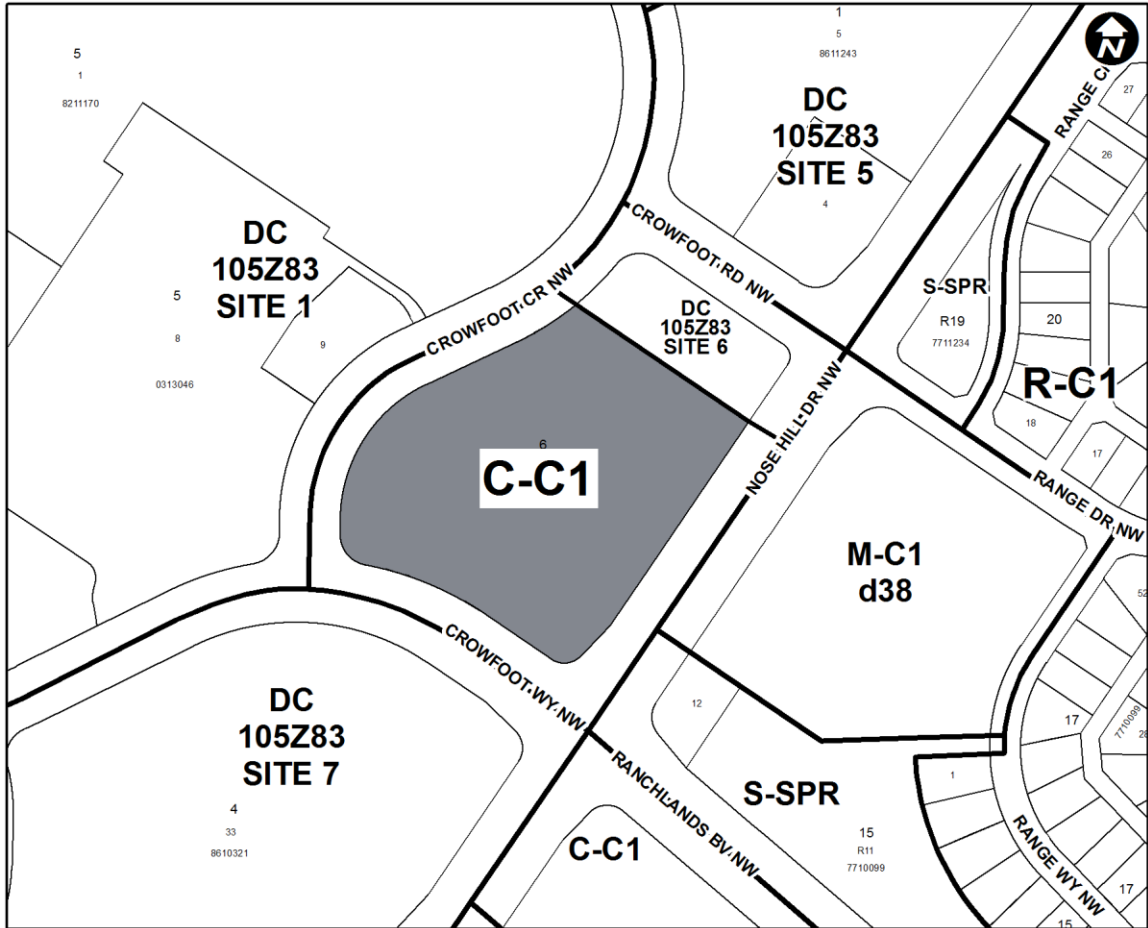 5
1
8211170
1
5
8611243
N
DC
105Z83
SITE 5
4
RANGE
27
26
CROWFOOT RD NW
DC
105Z83
SITE 1
5
8
0313046
9
CROWFOOT CR NW
DC
105Z83
SITE 6
S-SPR
R19
7711234
20
R-C1
18
17
6
C-C1
NOSE HILL DR NW
RANGE DR NW
M-C1
d38
52
CROWFOOT WY NW
12
17
7710099
28
DC
105Z83
SITE 7
4
33
8610321
RANCHLANDS BV NW
S-SPR
1
15
R11
7710099
C-C1
RANGE WY NW
17
15